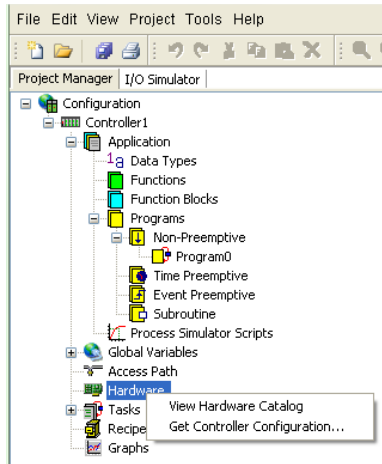 File Edit View Project Tools Help
Project Manager I/O Simulator
Configuration
Controller1
Application
1a Data Types
Functions
Function Blocks
Programs
Non-Preemptive
Program0
Time Preemptive
Event Preemptive
Subroutine
Process Simulator Scripts
Global Variables
Access Path
Hardware
View Hardware Catalog
Tasks
Get Controller Configuration...
Recipe
Graphs